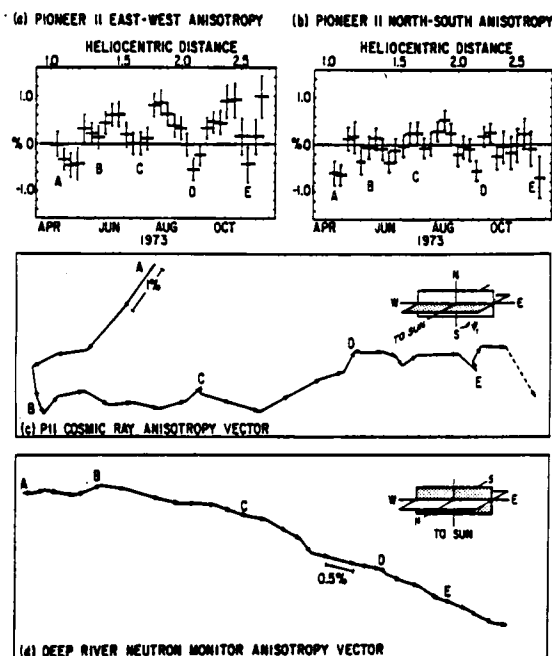 (a) PIONEER II EAST-WEST ANISOTROPY
HELIOCENTRIC DISTANCE
1.0 1.5 2.0 2.5
1.0
% 0
-1.0
A B C D E
APR JUN AUG OCT
1973
(b) PIONEER II NORTH-SOUTH ANISOTROPY
HELIOCENTRIC DISTANCE
1.0 1.5 2.0 2.5
1.0
% 0
-1.0
A B C D E
APR JUN AUG OCT
1973
A
1%
N
W E
TO SUN
S
D
C
E
B
(c) P11 COSMIC RAY ANISOTROPY VECTOR
A B
S
W E
N
TO SUN
C
D
0.5%
E
(d) DEEP RIVER NEUTRON MONITOR ANISOTROPY VECTOR